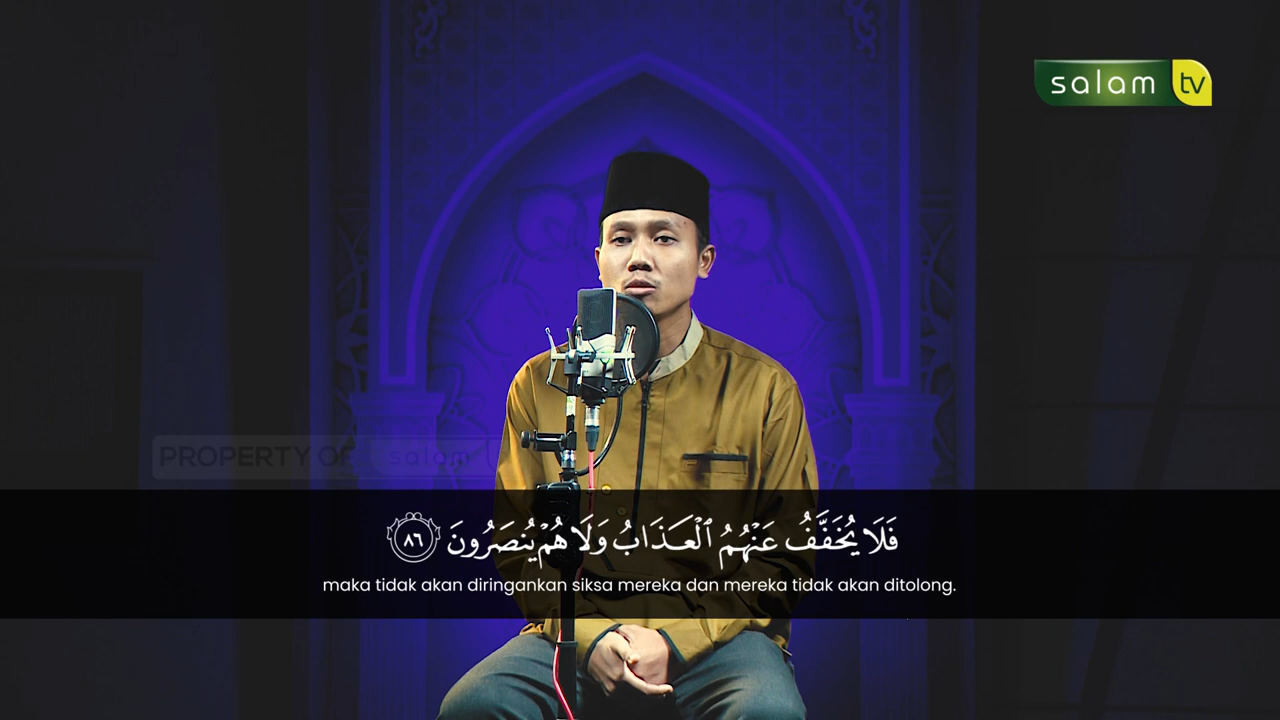 salam tv
PROPERTY OF salam
فَلَا يُخَفَّفُ عَنْهُمُ ٱلْعَذَابُ وَلَا هُمْ يُنصَرُونَ ٨٦
maka tidak akan diringankan siksa mereka dan mereka tidak akan ditolong.